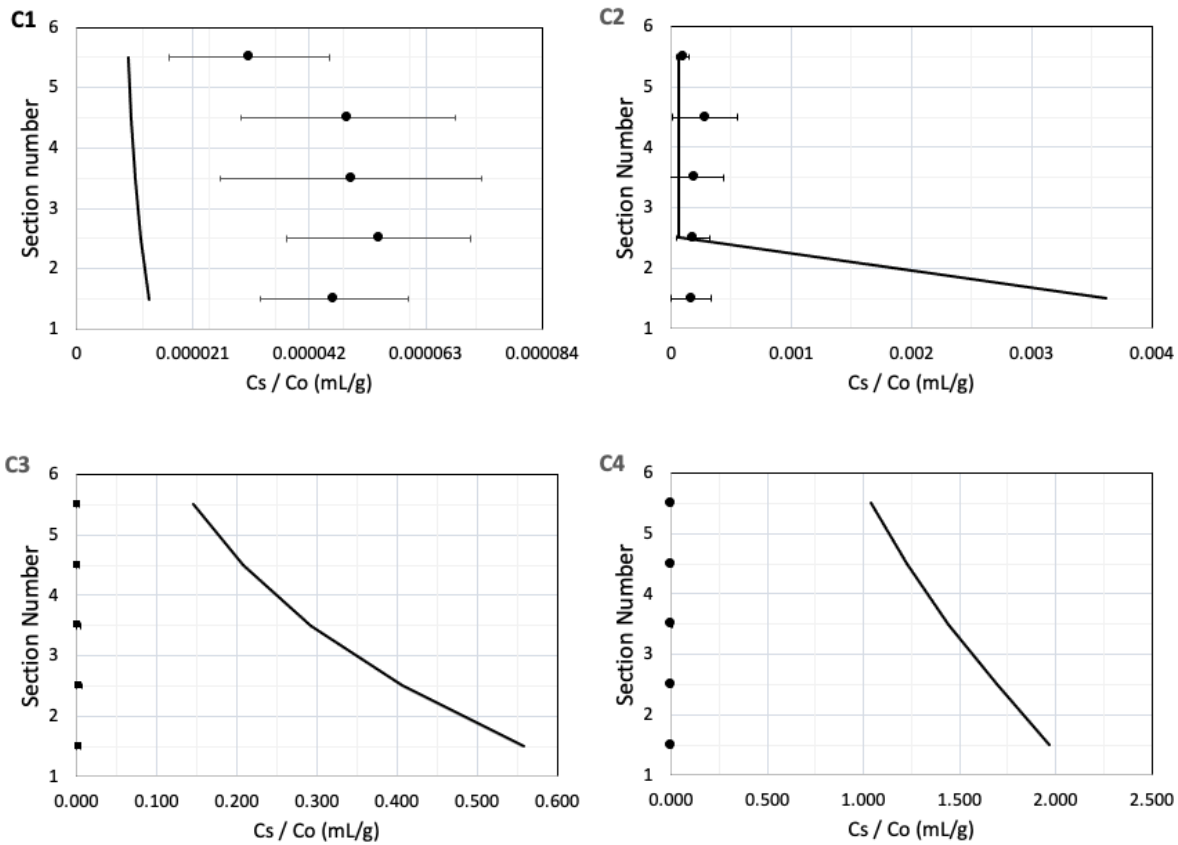 C1
6
5
4
3
2
1
Section number
0 0.000021 0.000042 0.000063 0.000084
Cs / Co (mL/g)
C2
6
5
4
3
2
1
Section Number
0 0.001 0.002 0.003 0.004
Cs / Co (mL/g)
C3
6
5
4
3
2
1
Section Number
0.000 0.100 0.200 0.300 0.400 0.500 0.600
Cs / Co (mL/g)
C4
6
5
4
3
2
1
Section Number
0.000 0.500 1.000 1.500 2.000 2.500
Cs / Co (mL/g)